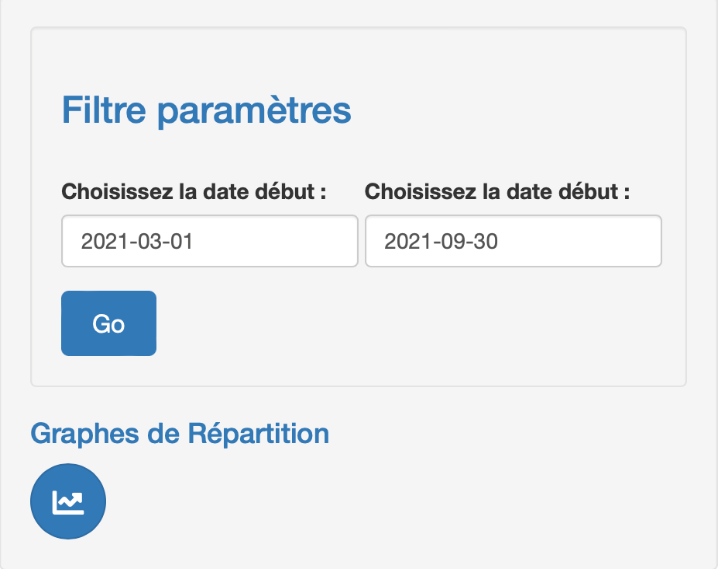 Filtre paramètres
Choisissez la date début : Choisissez la date début :
2021-03-01 2021-09-30
Go
Graphes de Répartition